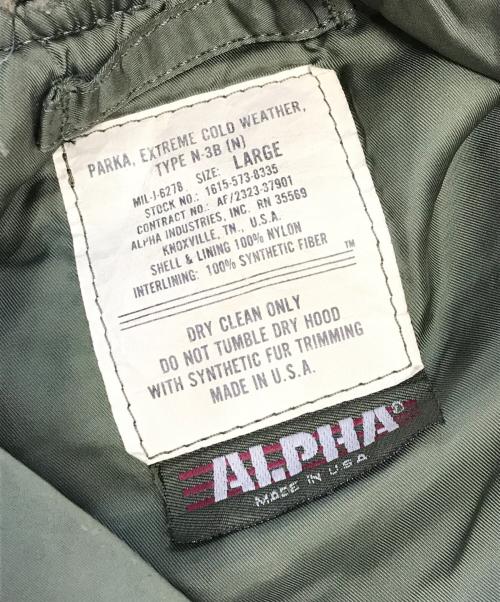 PARKA, EXTREME COLD WEATHER,
TYPE N-3B (N)
MIL-J-6278 SIZE: LARGE
STOCK NO.: 1615-573-8335
CONTRACT NO.: AF/2323-37901
ALPHA INDUSTRIES, INC. RN 35569
KNOXVILLE, TN., U.S.A.
SHELL & LINING 100% NYLON
INTERLINING: 100% SYNTHETIC FIBER
TM
DRY CLEAN ONLY
DO NOT TUMBLE DRY HOOD
WITH SYNTHETIC FUR TRIMMING
MADE IN U.S.A.
ALPHA®
MADE IN USA